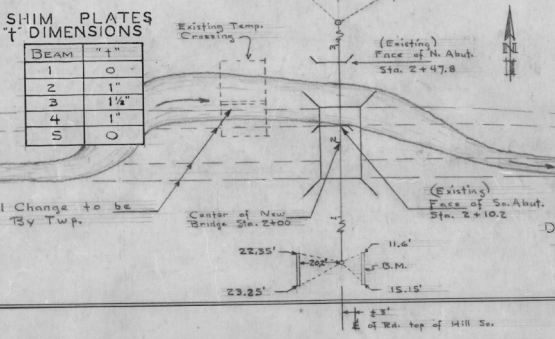 SHIM PLATES
"t" DIMENSIONS
BEAM "t"
1 0
2 1"
3 1½"
4 1"
5 0
Existing Temp.
Crossing
(Existing)
Face of N. Abut.
Sta. 2+47.8
N
3
2
1
l Change to be
By Twp.
Center of New
Bridge Sta. 2+00
(Existing)
Face of So. Abut.
Sta. 2+10.2
D
22.35'
11.6'
20.2'
B.M.
23.25'
15.15'
±3'
℄ of Rd. top of Hill So.